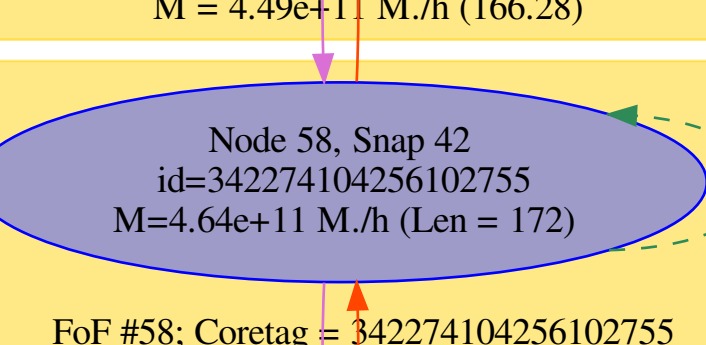 M = 4.49e+11 M./h (166.28)
Node 58, Snap 42
id=342274104256102755
M=4.64e+11 M./h (Len = 172)
FoF #58; Coretag = 342274104256102755